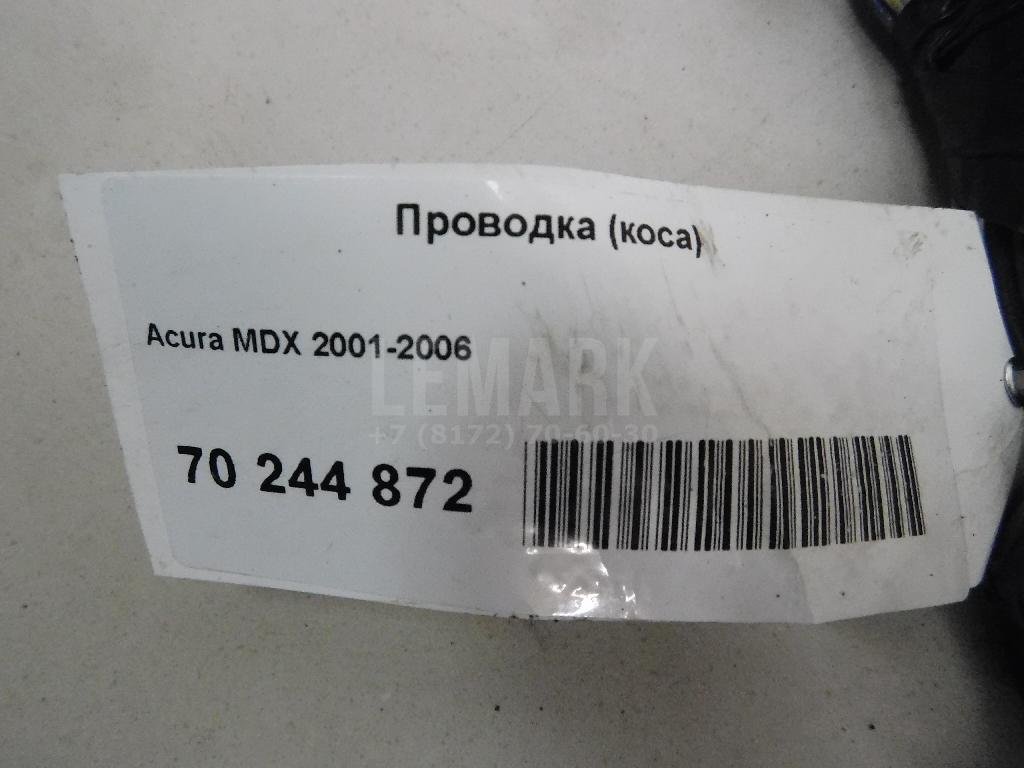 Проводка (коса)
Acura MDX 2001-2006
LEMARK
+7 (8172) 70-60-30
70 244 872